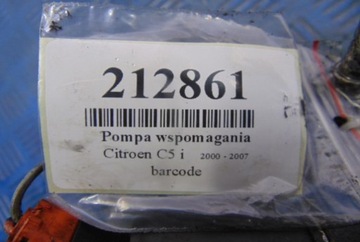 212861
Pompa wspomagania
Citroen C5 i 2000 - 2007
barcode